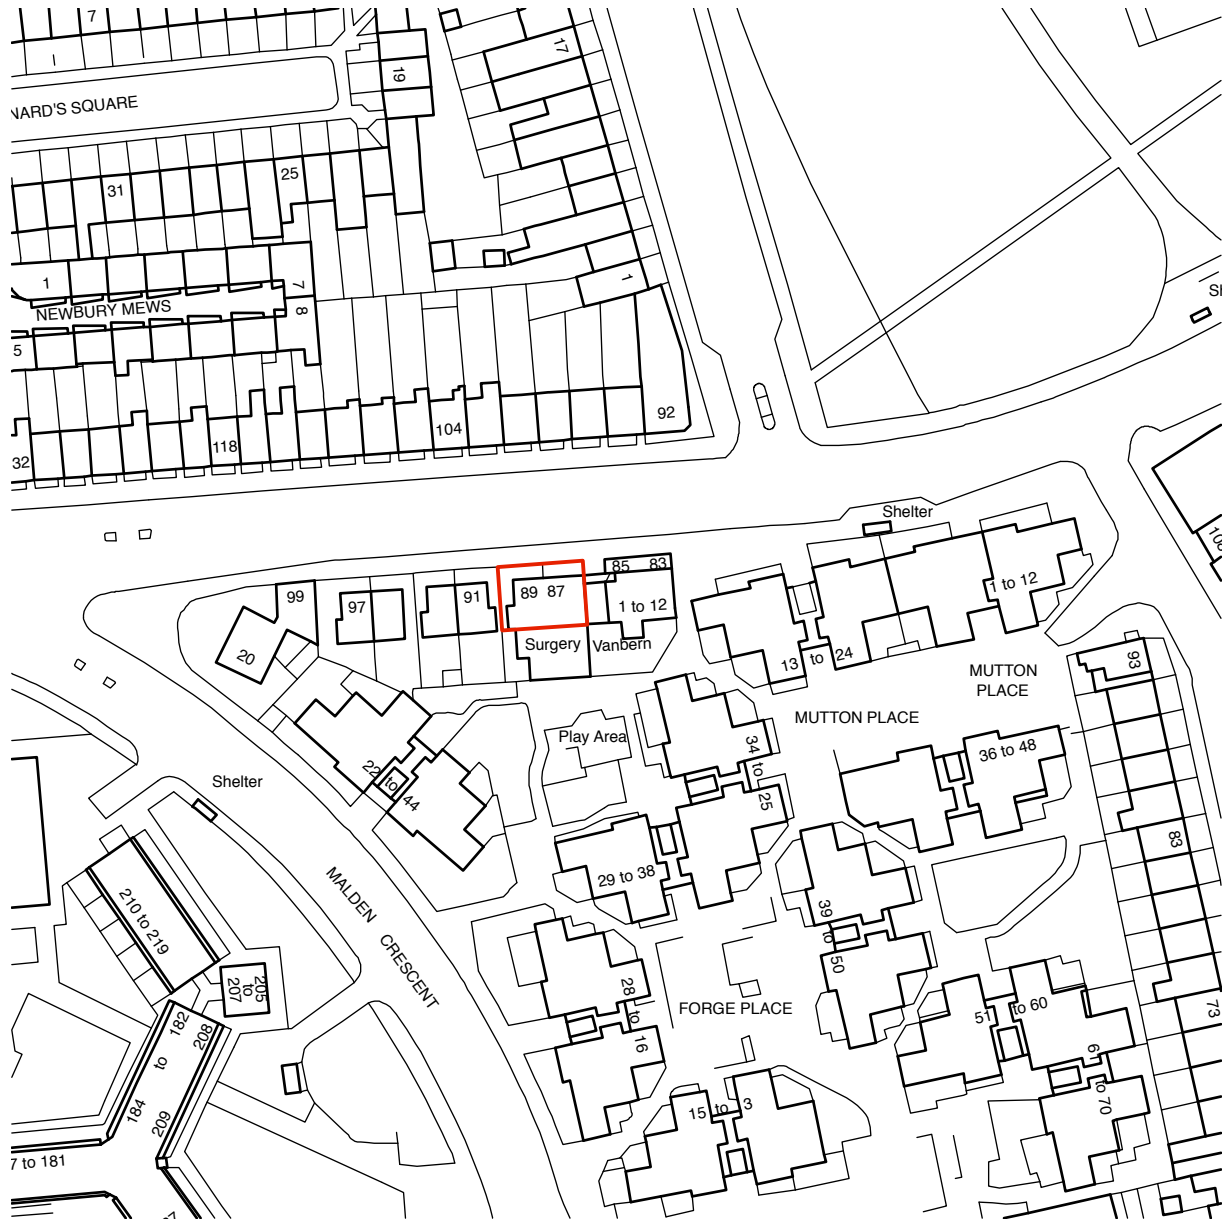 7
17
19
NARD'S SQUARE
31
25
1
7
1
NEWBURY MEWS
8
5
92
104
118
32
Shelter
108
85 83
89 87
91
97
99
1 to 12
1 to 12
20
Surgery
Vanbern
13 to 24
93
MUTTON
PLACE
MUTTON PLACE
Play Area
34 to 25
36 to 48
22 to 44
Shelter
83
29 to 38
MALDEN CRESCENT
210 to 219
39 to 50
205
to
207
28 to 16
FORGE PLACE
51 to 60
73
182
to
184
208
209
61 to 70
15 to 3
7 to 181